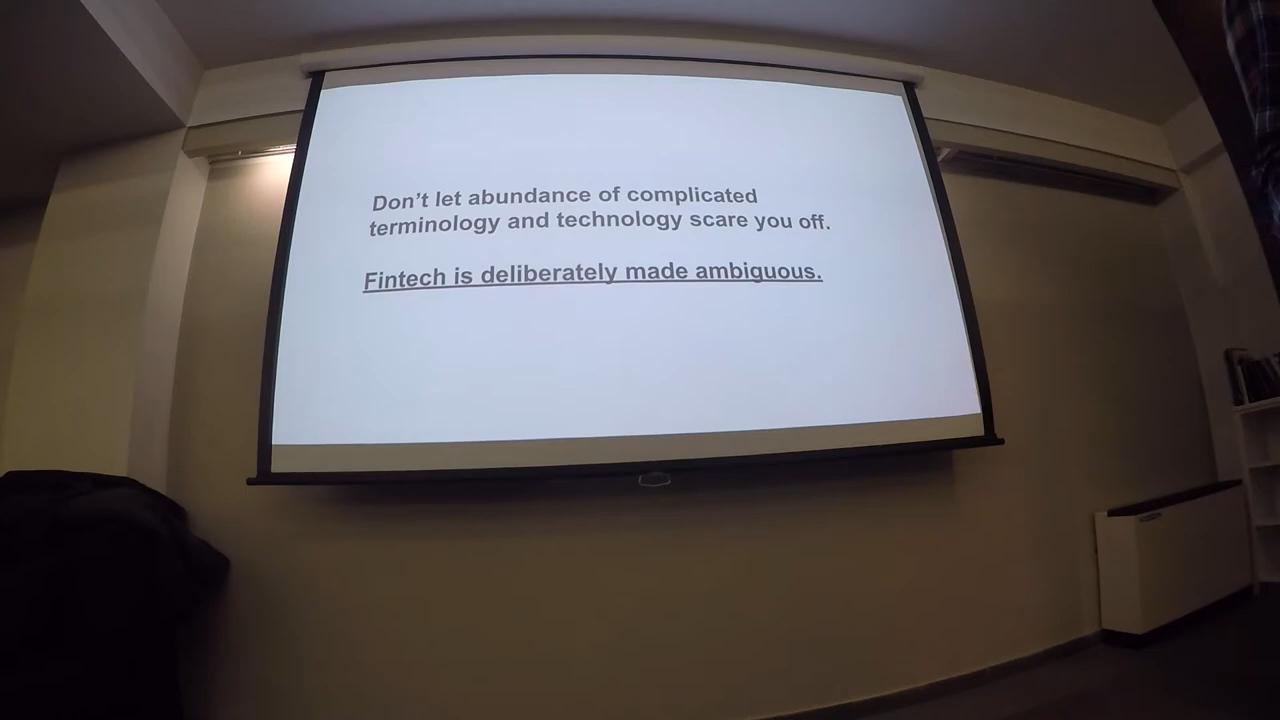 Don't let abundance of complicated
terminology and technology scare you off.
Fintech is deliberately made ambiguous.